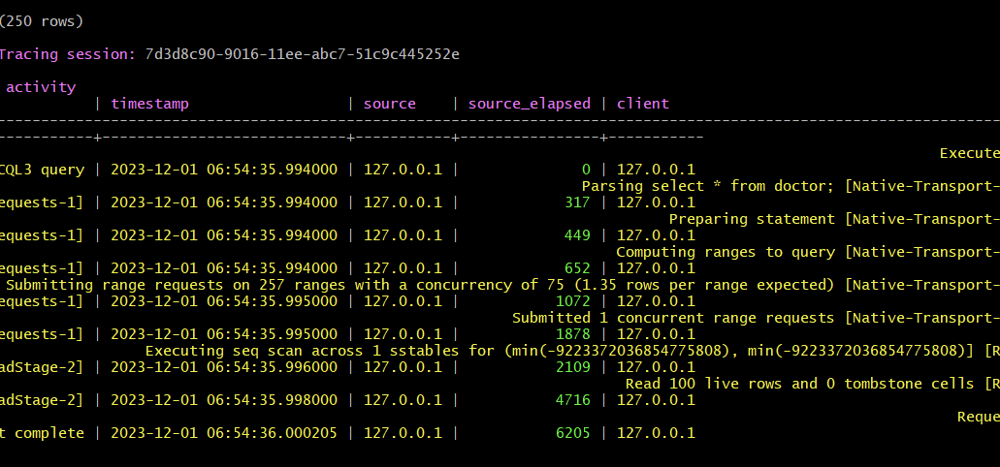 (250 rows)
Tracing session: 7d3d8c90-9016-11ee-abc7-51c9c445252e
activity
| timestamp | source | source_elapsed | client
-----------------------------------------------------------------------------------------------------------------
-----------+----------------------------+-----------+----------------+-----------
Execute
CQL3 query | 2023-12-01 06:54:35.994000 | 127.0.0.1 | 0 | 127.0.0.1
Parsing select * from doctor; [Native-Transport-
equests-1] | 2023-12-01 06:54:35.994000 | 127.0.0.1 | 317 | 127.0.0.1
Preparing statement [Native-Transport-
equests-1] | 2023-12-01 06:54:35.994000 | 127.0.0.1 | 449 | 127.0.0.1
Computing ranges to query [Native-Transport-
equests-1] | 2023-12-01 06:54:35.994000 | 127.0.0.1 | 652 | 127.0.0.1
Submitting range requests on 257 ranges with a concurrency of 75 (1.35 rows per range expected) [Native-Transport-
equests-1] | 2023-12-01 06:54:35.995000 | 127.0.0.1 | 1072 | 127.0.0.1
Submitted 1 concurrent range requests [Native-Transport-
equests-1] | 2023-12-01 06:54:35.995000 | 127.0.0.1 | 1878 | 127.0.0.1
Executing seq scan across 1 sstables for (min(-9223372036854775808), min(-9223372036854775808)] [R
adStage-2] | 2023-12-01 06:54:35.996000 | 127.0.0.1 | 2109 | 127.0.0.1
Read 100 live rows and 0 tombstone cells [R
adStage-2] | 2023-12-01 06:54:35.998000 | 127.0.0.1 | 4716 | 127.0.0.1
Reque
t complete | 2023-12-01 06:54:36.000205 | 127.0.0.1 | 6205 | 127.0.0.1